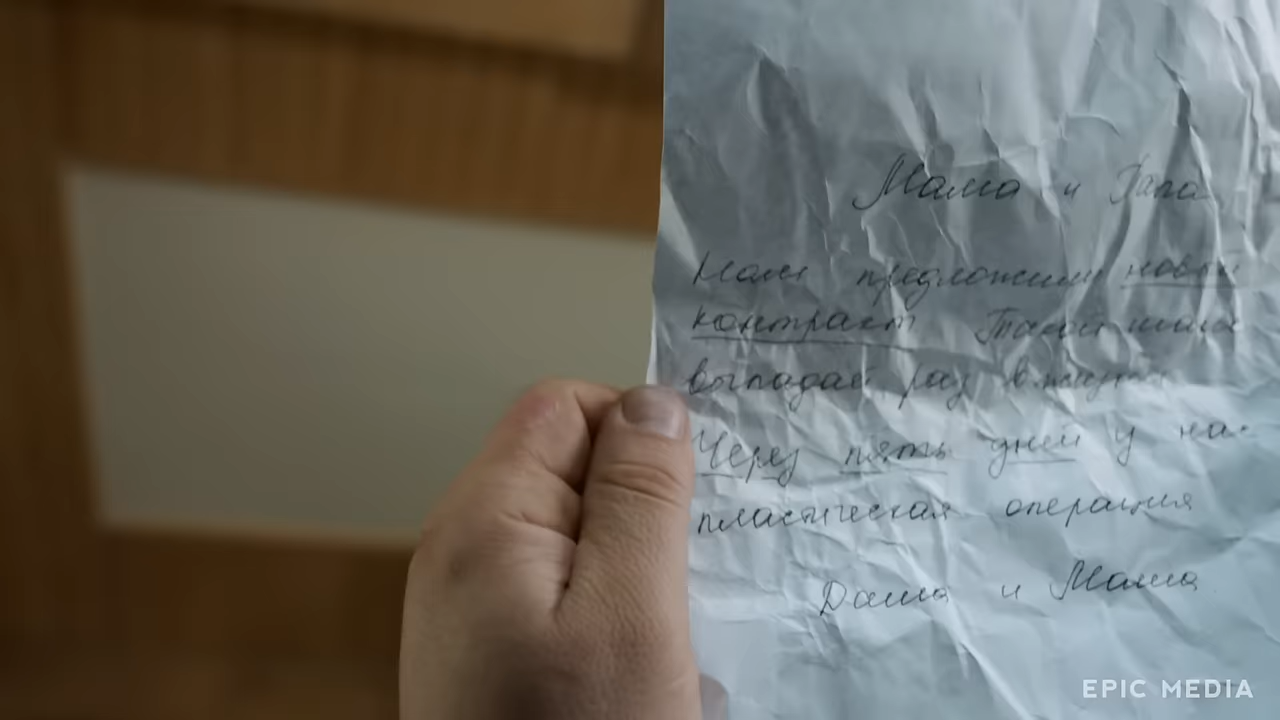 Мама и Папа
Нам предложили новый
контракт Такой шанс
выпадае раз в жизни
Через пять дней у нас
пластическая операция
Даша и Маша
EPIC MEDIA